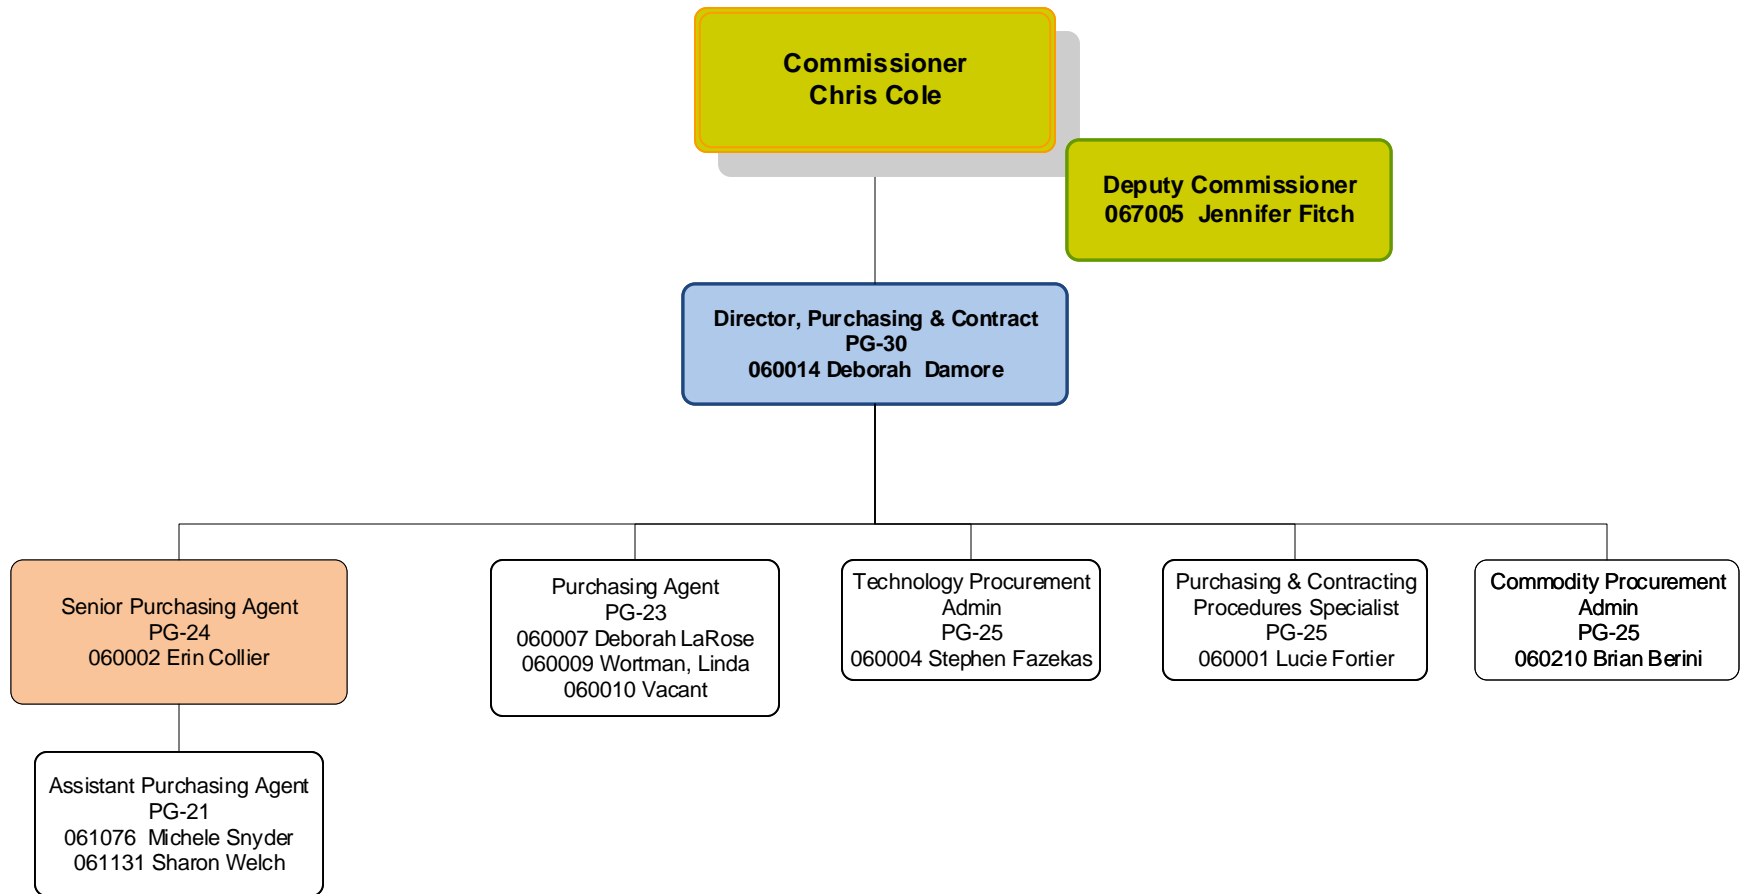 Commissioner
Chris Cole
Deputy Commissioner
067005  Jennifer Fitch
Director, Purchasing & Contract
PG-30
060014 Deborah  Damore
Senior Purchasing Agent
PG-24
060002 Erin Collier
Purchasing Agent
PG-23
060007 Deborah LaRose
060009 Wortman, Linda
060010 Vacant
Technology Procurement
Admin
PG-25
060004 Stephen Fazekas
Purchasing & Contracting
Procedures Specialist
PG-25
060001 Lucie Fortier
Commodity Procurement
Admin
PG-25
060210 Brian Berini
Assistant Purchasing Agent
PG-21
061076  Michele Snyder
061131 Sharon Welch